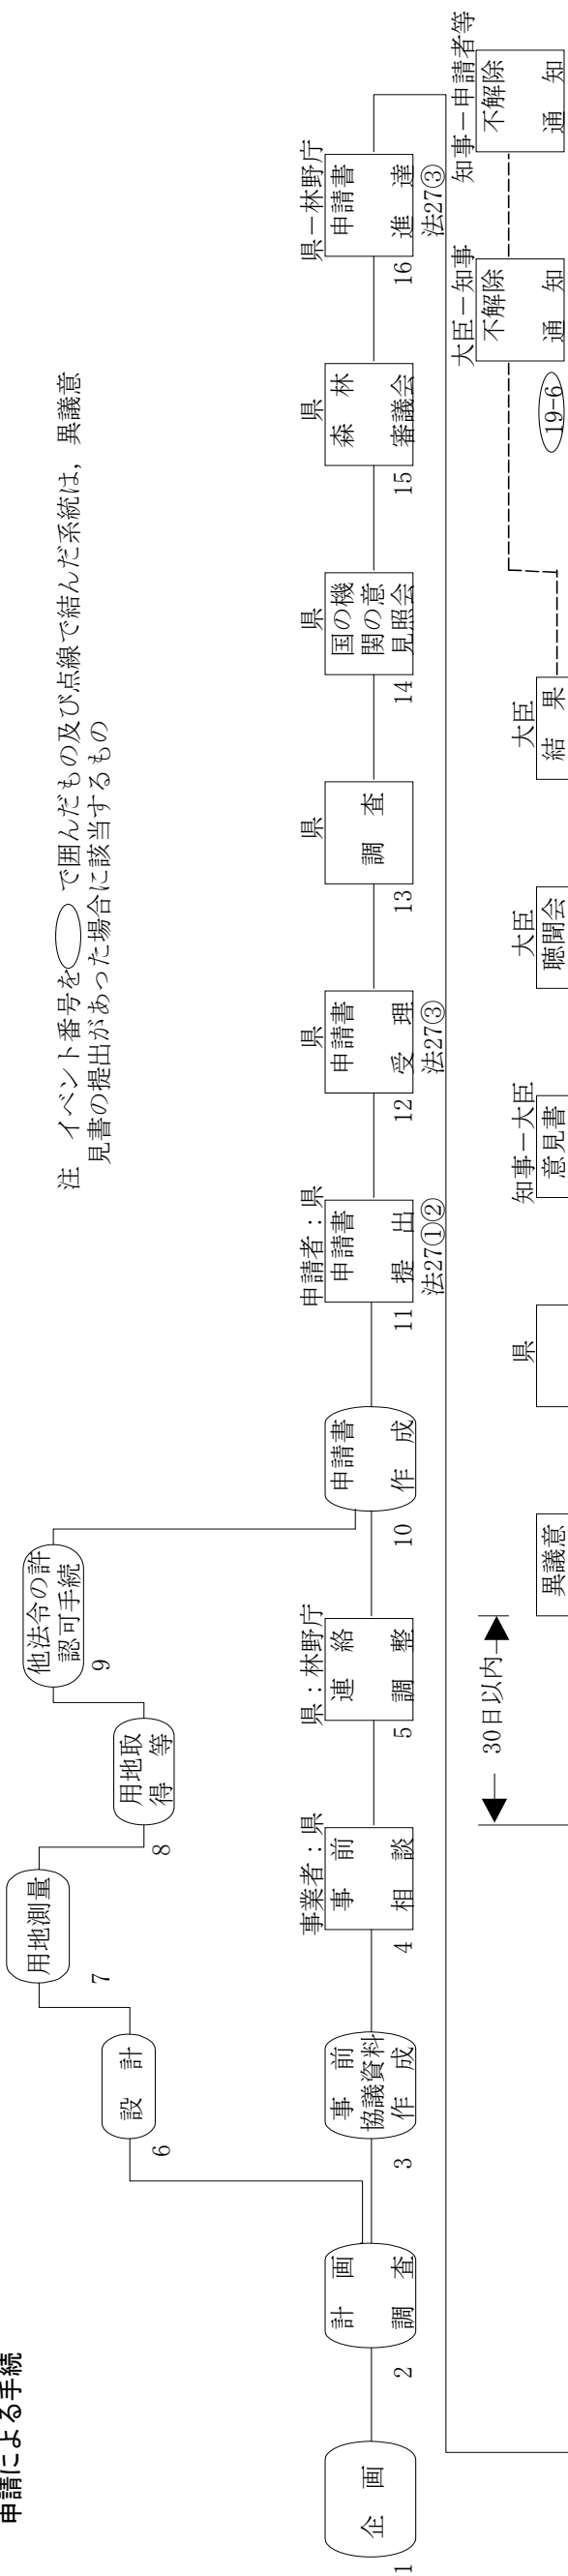 申請による手続
注　イベント番号を　で囲んだもの及び点線で結んだ系統は，異議意
見書の提出があった場合に該当するもの
企　画
1
計　画
調　査
2
事　前
協議資料
作　成
3
事業者：県
事　前
相　談
4
県：林野庁
連　絡
調　整
5
設　計
6
用地測量
7
用地取
得　等
8
他法令の許
認可手続
9
申請書
作　成
10
申請者：県
申請書
提　出
11
法27①②
県
申請書
受　理
12
法27③
県
調　査
13
県
国の機
関の意
見照会
14
県
森　林
審議会
15
県－林野庁
申請書
進　達
16
法27③
30日以内
異議意
県
知事－大臣
意見書
大臣
聴聞会
大臣
結　果
大臣－知事
不解除
通　知
19-6
知事－申請者等
不解除
通　知